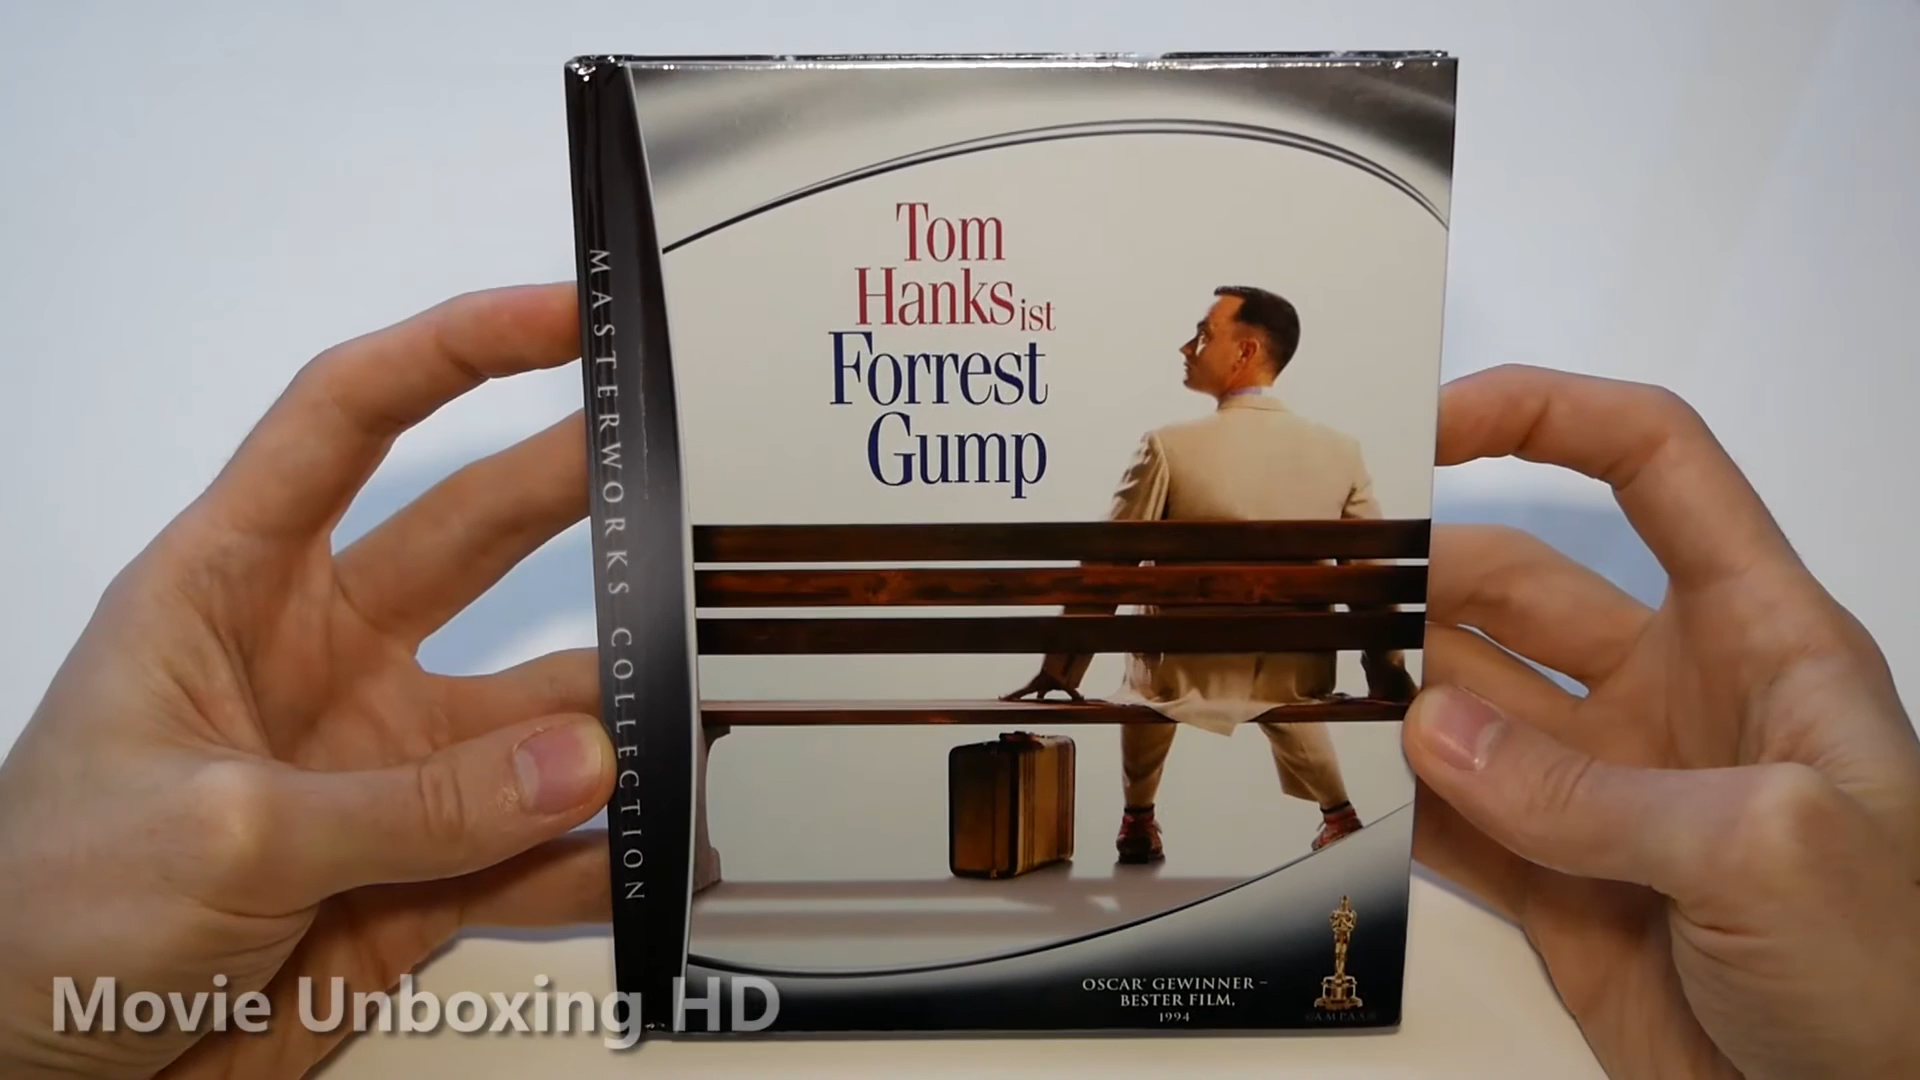 MASTERWORKS COLLECTION
Tom
Hanks ist
Forrest
Gump
OSCAR® GEWINNER –
BESTER FILM,
1994
©A.M.P.A.S.®
Movie Unboxing HD